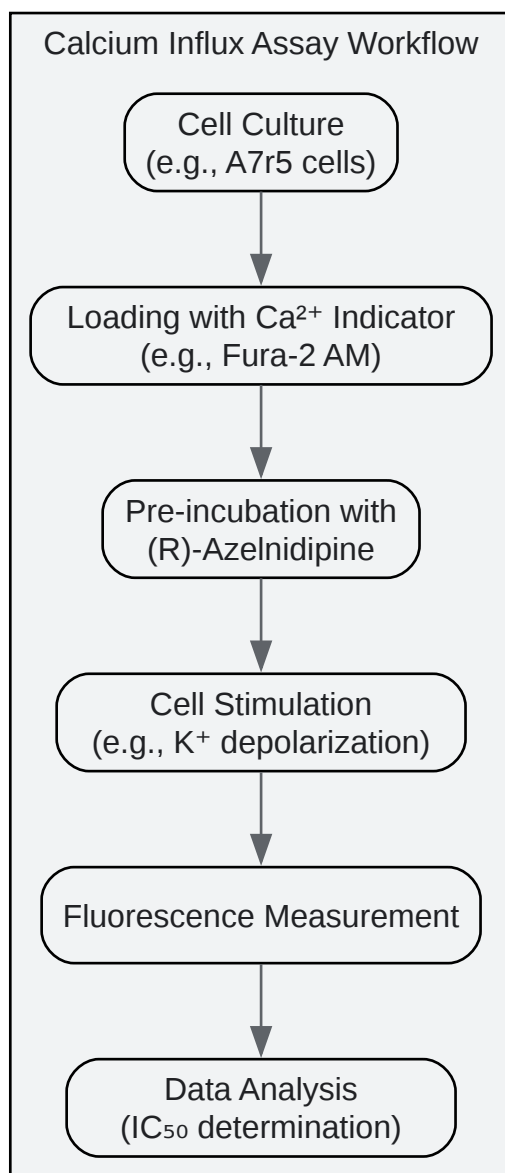 Calcium Influx Assay Workflow
Cell Culture
(e.g., A7r5 cells)
Loading with Ca²⁺ Indicator
(e.g., Fura-2 AM)
Pre-incubation with
(R)-Azelnidipine
Cell Stimulation
(e.g., K⁺ depolarization)
Fluorescence Measurement
Data Analysis
(IC₅₀ determination)